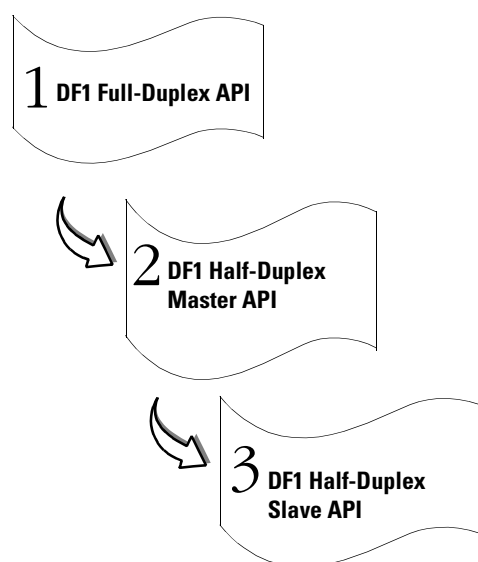 1 DF1 Full-Duplex API
2 DF1 Half-Duplex
Master API
3 DF1 Half-Duplex
Slave API